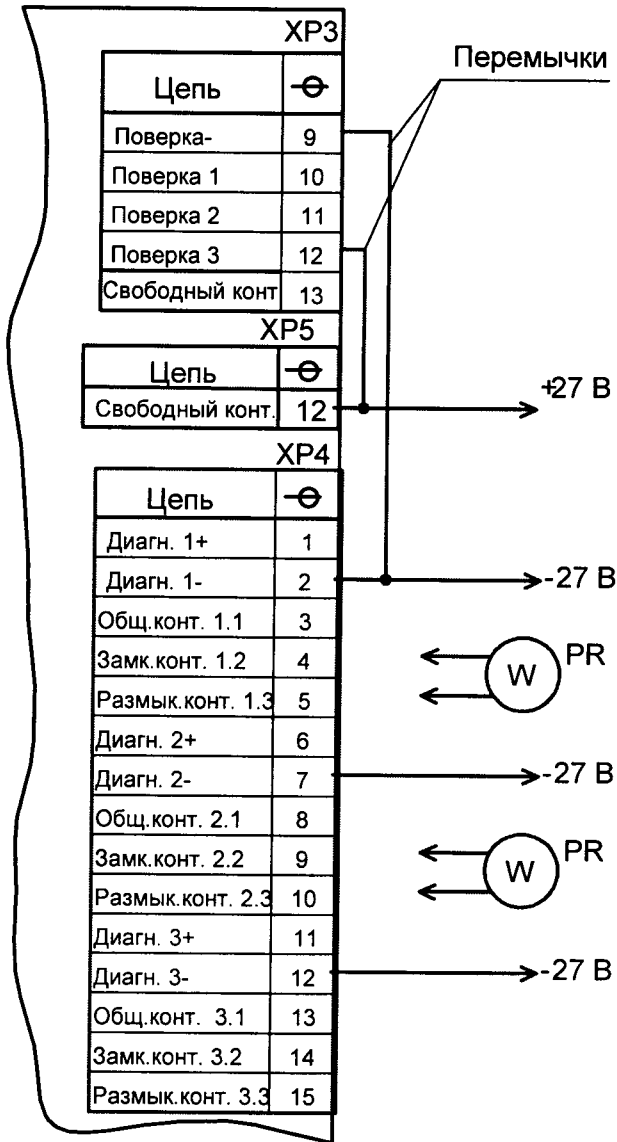 XP3
Перемычки
Цепь
Поверка- 9
Поверка 1 10
Поверка 2 11
Поверка 3 12
Свободный конт 13
XP5
Цепь
Свободный конт. 12
+27 В
XP4
Цепь
Диагн. 1+ 1
Диагн. 1- 2
-27 В
Общ.конт. 1.1 3
Замк.конт. 1.2 4
W PR
Размык.конт. 1.3 5
Диагн. 2+ 6
Диагн. 2- 7
-27 В
Общ.конт. 2.1 8
Замк.конт. 2.2 9
W PR
Размык.конт. 2.3 10
Диагн. 3+ 11
Диагн. 3- 12
-27 В
Общ.конт. 3.1 13
Замк.конт. 3.2 14
Размык.конт. 3.3 15